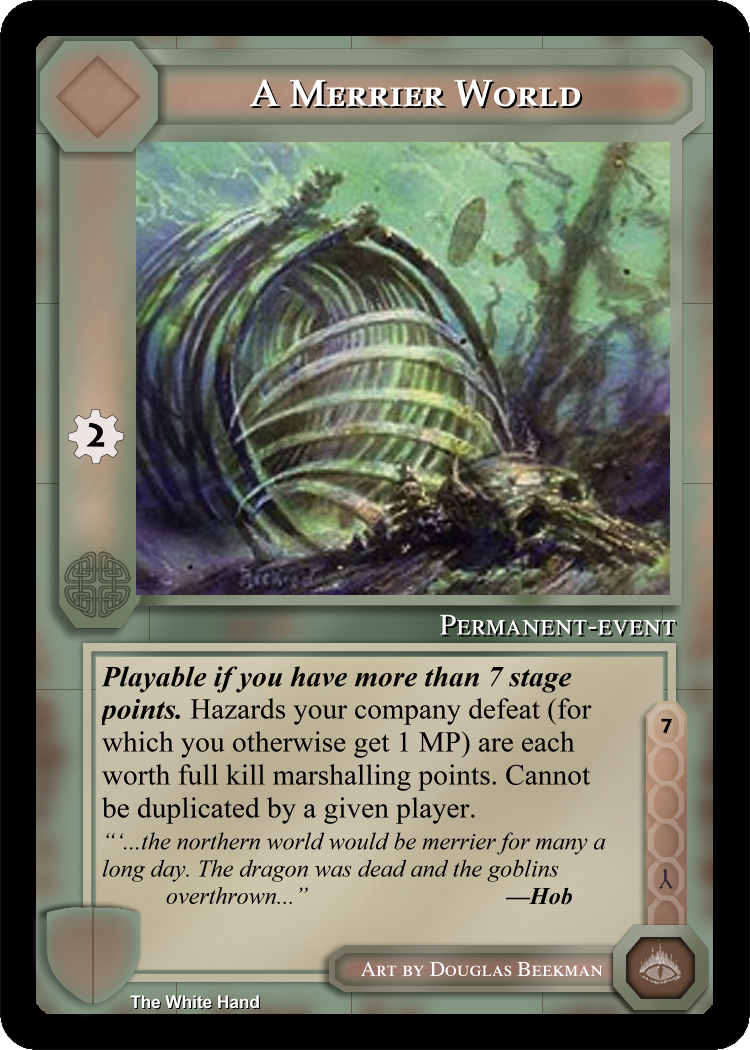 A Merrier World
2
Permanent-event
Playable if you have more than 7 stage
points. Hazards your company defeat (for
which you otherwise get 1 MP) are each
worth full kill marshalling points. Cannot
be duplicated by a given player.
7
“‘...the northern world would be merrier for many a
long day. The dragon was dead and the goblins
overthrown...”
—Hob
Art by Douglas Beekman
The White Hand